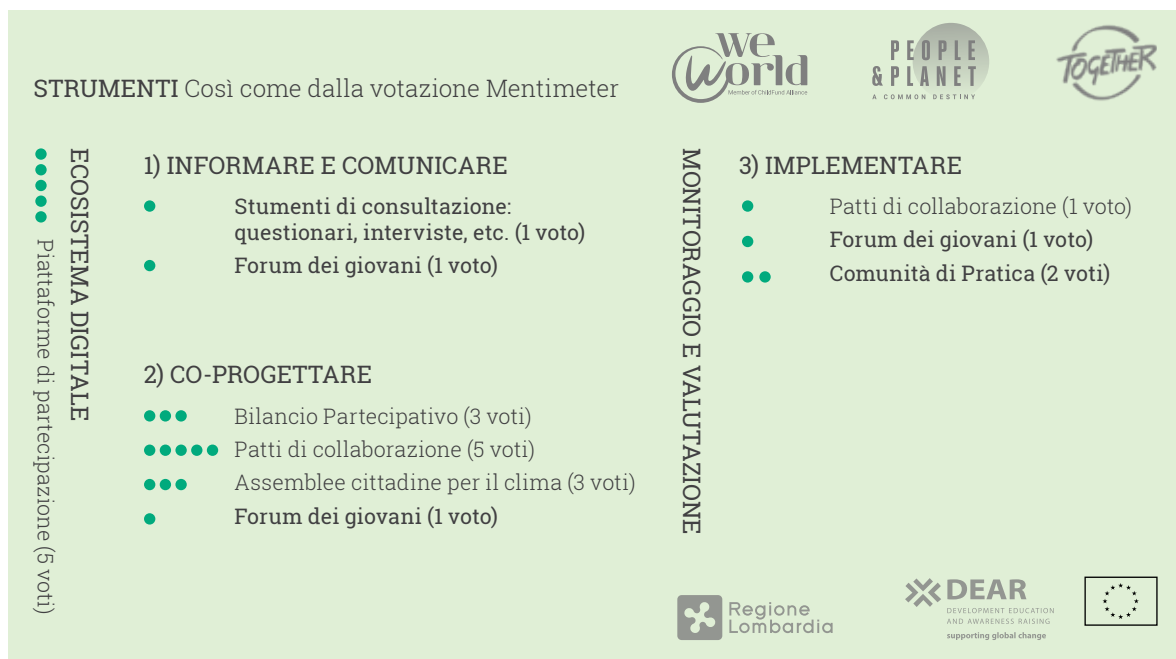 STRUMENTI Così come dalla votazione Mentimeter
we
World
Member of ChildFund Alliance
PEOPLE
& PLANET
A COMMON DESTINY
TOGETHER
Piattaforme di partecipazione (5 voti)
ECOSISTEMA DIGITALE
1) INFORMARE E COMUNICARE
Stumenti di consultazione:
questionari, interviste, etc. (1 voto)
Forum dei giovani (1 voto)
2) CO-PROGETTARE
Bilancio Partecipativo (3 voti)
Patti di collaborazione (5 voti)
Assemblee cittadine per il clima (3 voti)
Forum dei giovani (1 voto)
MONITORAGGIO E VALUTAZIONE
3) IMPLEMENTARE
Patti di collaborazione (1 voto)
Forum dei giovani (1 voto)
Comunità di Pratica (2 voti)
Regione
Lombardia
DEAR
DEVELOPMENT EDUCATION
AND AWARENESS RAISING
supporting global change